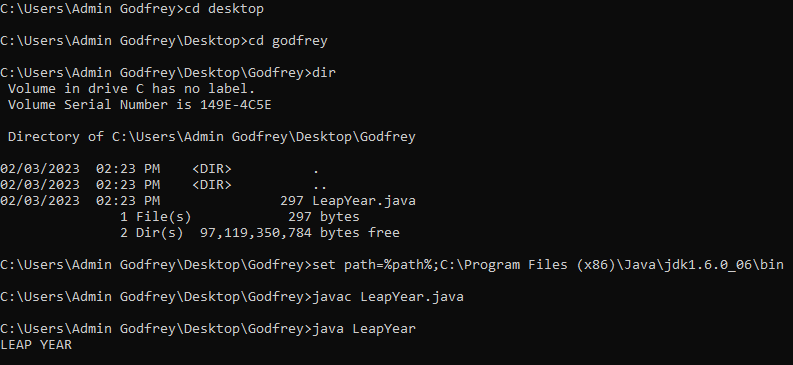 C:\Users\Admin Godfrey>cd desktop
C:\Users\Admin Godfrey\Desktop>cd godfrey
C:\Users\Admin Godfrey\Desktop\Godfrey>dir
 Volume in drive C has no label.
 Volume Serial Number is 149E-4C5E
 Directory of C:\Users\Admin Godfrey\Desktop\Godfrey
02/03/2023  02:23 PM    <DIR>          .
02/03/2023  02:23 PM    <DIR>          ..
02/03/2023  02:23 PM               297 LeapYear.java
               1 File(s)            297 bytes
               2 Dir(s)  97,119,350,784 bytes free
C:\Users\Admin Godfrey\Desktop\Godfrey>set path=%path%;C:\Program Files (x86)\Java\jdk1.6.0_06\bin
C:\Users\Admin Godfrey\Desktop\Godfrey>javac LeapYear.java
C:\Users\Admin Godfrey\Desktop\Godfrey>java LeapYear
LEAP YEAR